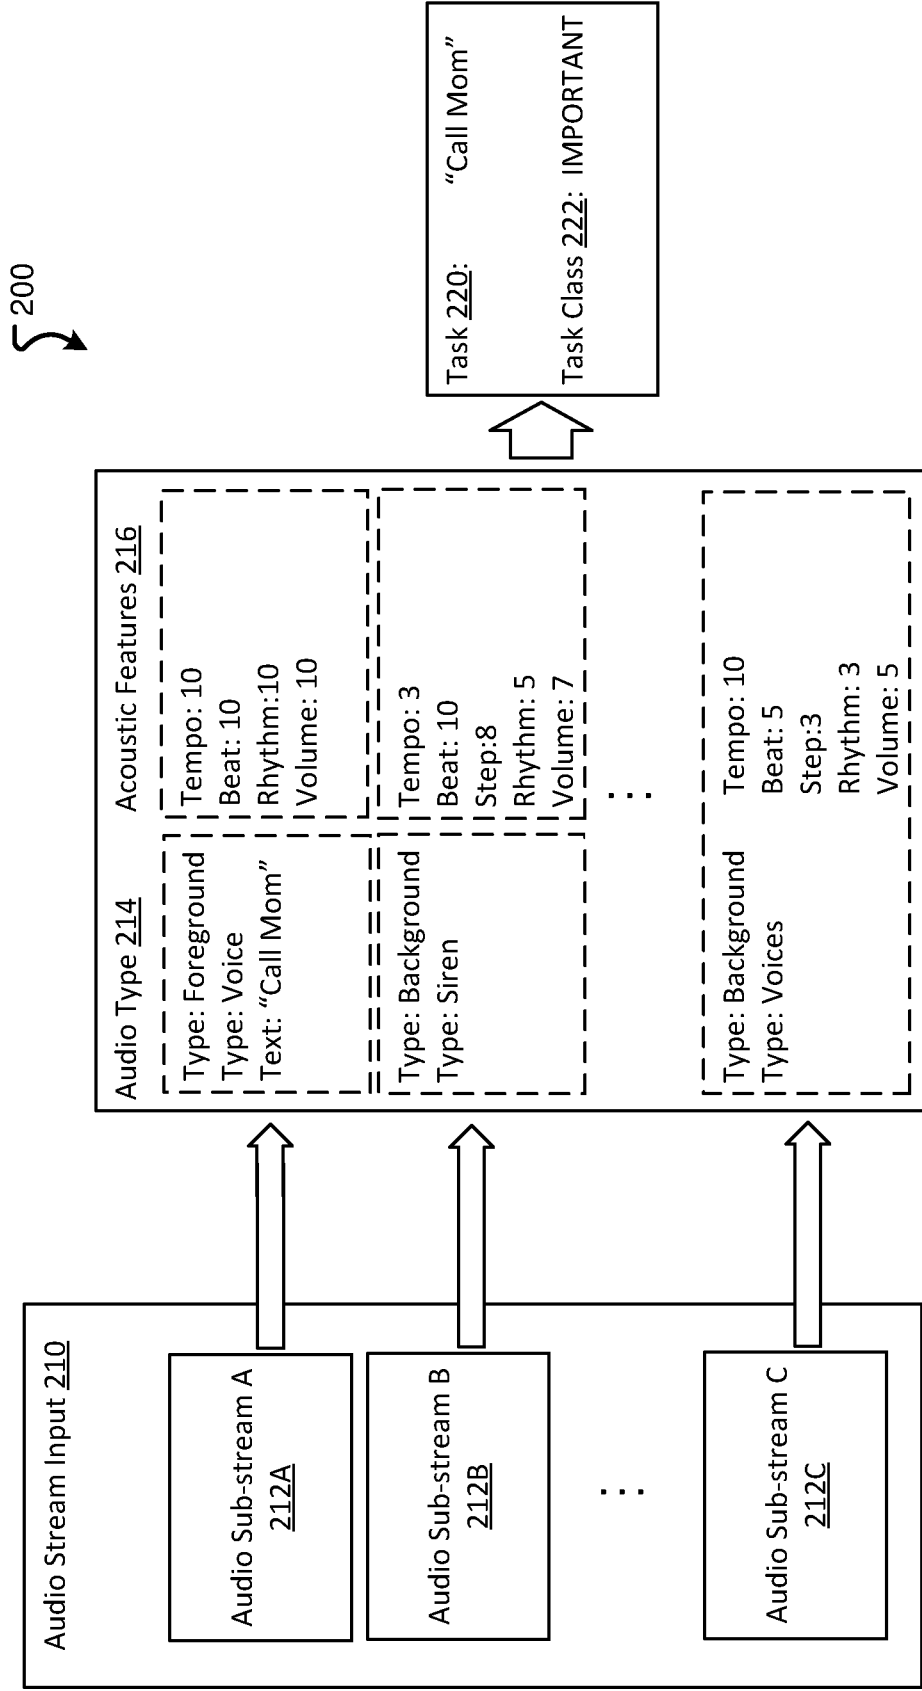 200
Audio Stream Input 210
Audio Sub-stream A
212A
Audio Sub-stream B
212B
...
Audio Sub-stream C
212C
Audio Type 214
Acoustic Features 216
Type: Foreground
Type: Voice
Text: “Call Mom”
Tempo: 10
Beat: 10
Rhythm:10
Volume: 10
Type: Background
Type: Siren
Tempo: 3
Beat: 10
Step:8
Rhythm: 5
Volume: 7
...
Type: Background
Type: Voices
Tempo: 10
Beat: 5
Step:3
Rhythm: 3
Volume: 5
Task 220: “Call Mom”
Task Class 222: IMPORTANT